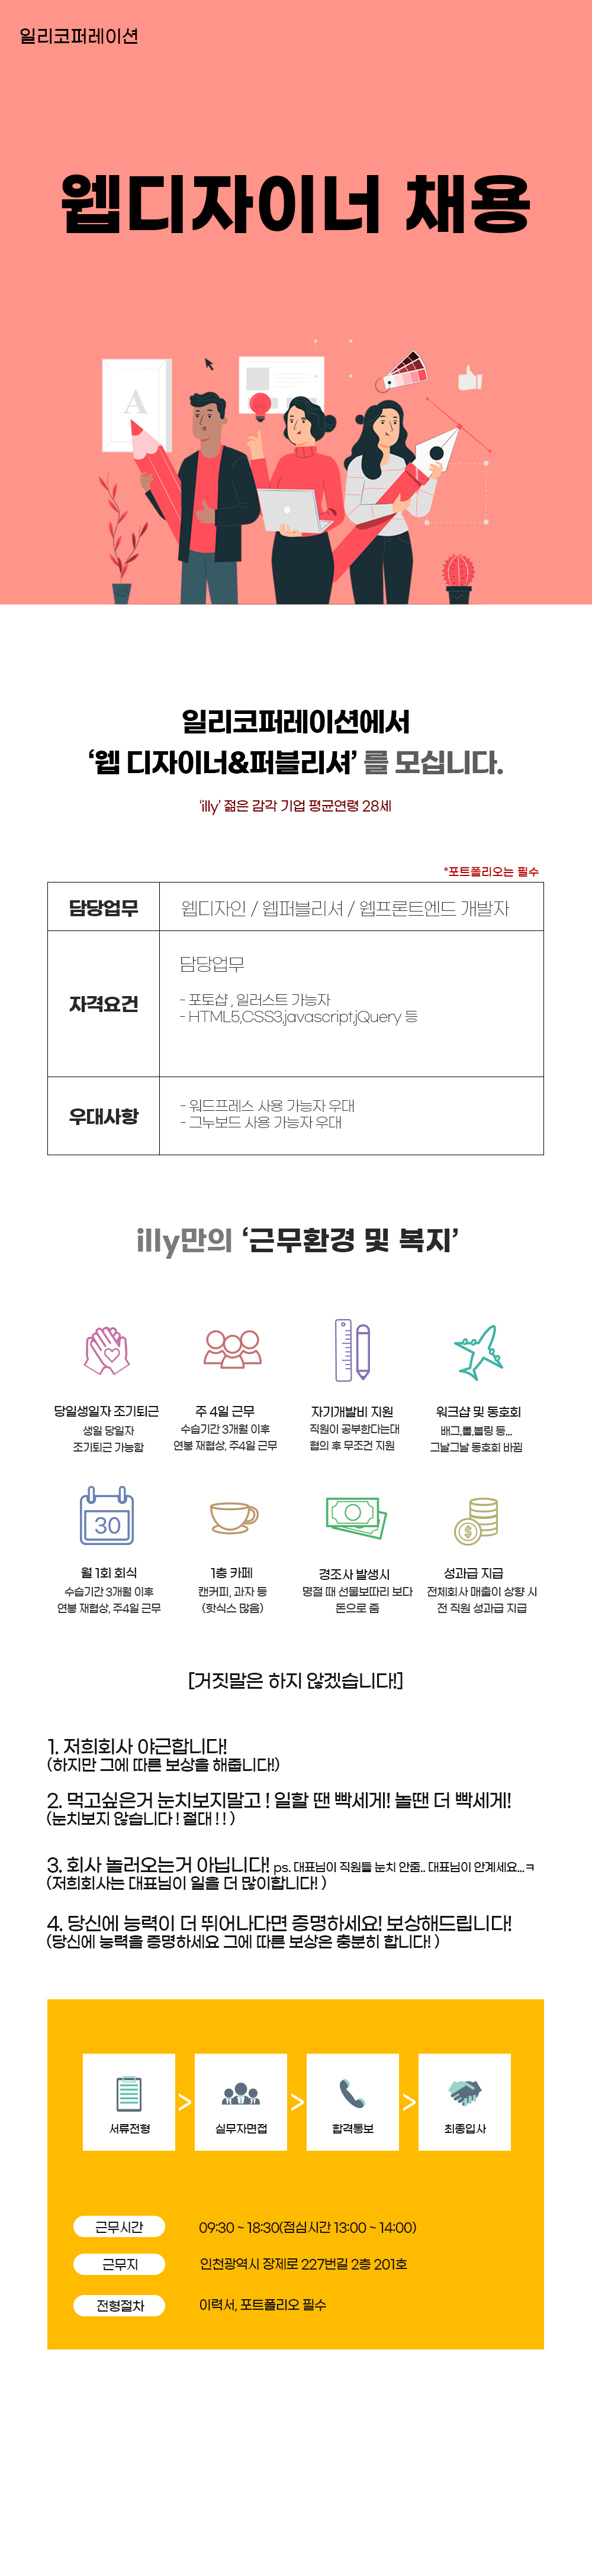 일리코퍼레이션
웹디자이너 채용
A
일리코퍼레이션에서
‘웹 디자이너&퍼블리셔’ 를 모십니다.
‘illy’ 젊은 감각 기업 평균연령 28세
*포트폴리오는 필수
담당업무
웹디자인 / 웹퍼블리셔 / 웹프론트엔드 개발자
자격요건
담당업무
- 포토샵 , 일러스트 가능자
- HTML5,CSS3,javascript,jQuery 등
우대사항
- 워드프레스 사용 가능자 우대
- 그누보드 사용 가능자 우대
illy만의 ‘근무환경 및 복지’
당일생일자 조기퇴근
생일 당일자
조기퇴근 가능함
주 4일 근무
수습기간 3개월 이후
연봉 재협상, 주4일 근무
자기개발비 지원
직원이 공부한다는대
협의 후 무조건 지원
워크샵 및 동호회
배그,롤,볼링 등...
그날그날 동호회 바뀜
30
월 1회 회식
수습기간 3개월 이후
연봉 재협상, 주4일 근무
1층 카페
캔커피, 과자 등
(핫식스 많음)
경조사 발생시
명절 때 선물보따리 보다
돈으로 줌
$
성과급 지급
전체회사 매출이 상향 시
전 직원 성과급 지급
[거짓말은 하지 않겠습니다!]
1. 저희회사 야근합니다!
(하지만 그에 따른 보상을 해줍니다!)
2. 먹고싶은거 눈치보지말고 ! 일할 땐 빡세게! 놀땐 더 빡세게!
(눈치보지 않습니다 ! 절대 ! ! )
3. 회사 놀러오는거 아닙니다! ps. 대표님이 직원들 눈치 안줌.. 대표님이 안계세요...ㅋ
(저희회사는 대표님이 일을 더 많이합니다! )
4. 당신에 능력이 더 뛰어나다면 증명하세요! 보상해드립니다!
(당신에 능력을 증명하세요 그에 따른 보상은 충분히 합니다! )
서류전형 > 실무자면접 > 합격통보 > 최종입사
근무시간
09:30 ~ 18:30(점심시간 13:00 ~ 14:00)
근무지
인천광역시 장제로 227번길 2층 201호
전형절차
이력서, 포트폴리오 필수